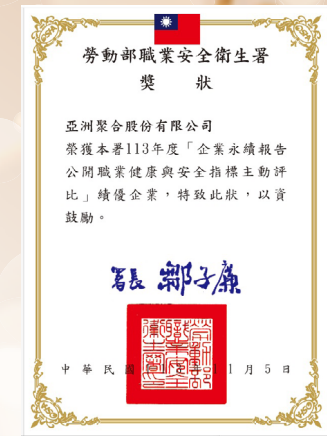 勞動部職業安全衛生署
獎狀
亞洲聚合股份有限公司
榮獲本署113年度「企業永續報告
公開職業健康與安全指標主動評
比」績優企業，特致此狀，以資
鼓勵。
署長 鄒子廉
中華民國 11月5日